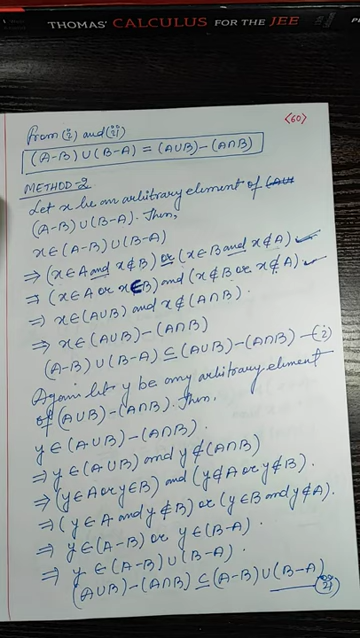 THOMAS' CALCULUS FOR THE JEE
<60>
From (i) and (ii)
(A-B)∪(B-A) = (A∪B)-(A∩B)
METHOD-2
Let x be an arbitrary element of
(A-B)∪(B-A). Then,
x∈(A-B)∪(B-A)
⇒ (x∈A and x∉B) or (x∈B and x∉A) ✓
⇒ (x∈A or x∈B) and (x∉B or x∉A) ✓
⇒ x∈(A∪B) and x∉(A∩B).
⇒ x∈(A∪B)-(A∩B)
(A-B)∪(B-A) ⊆ (A∪B)-(A∩B) -(i)
Again let y be any arbitrary element
of (A∪B)-(A∩B). Then,
y∈(A∪B)-(A∩B).
⇒ y∈(A∪B) and y∉(A∩B)
⇒ (y∈A or y∈B) and (y∉A or y∉B).
⇒ (y∈A and y∉B) or (y∈B and y∉A).
⇒ y∈(A-B) or y∈(B-A).
⇒ y∈(A-B)∪(B-A).
(A∪B)-(A∩B) ⊆ (A-B)∪(B-A)
(ii)